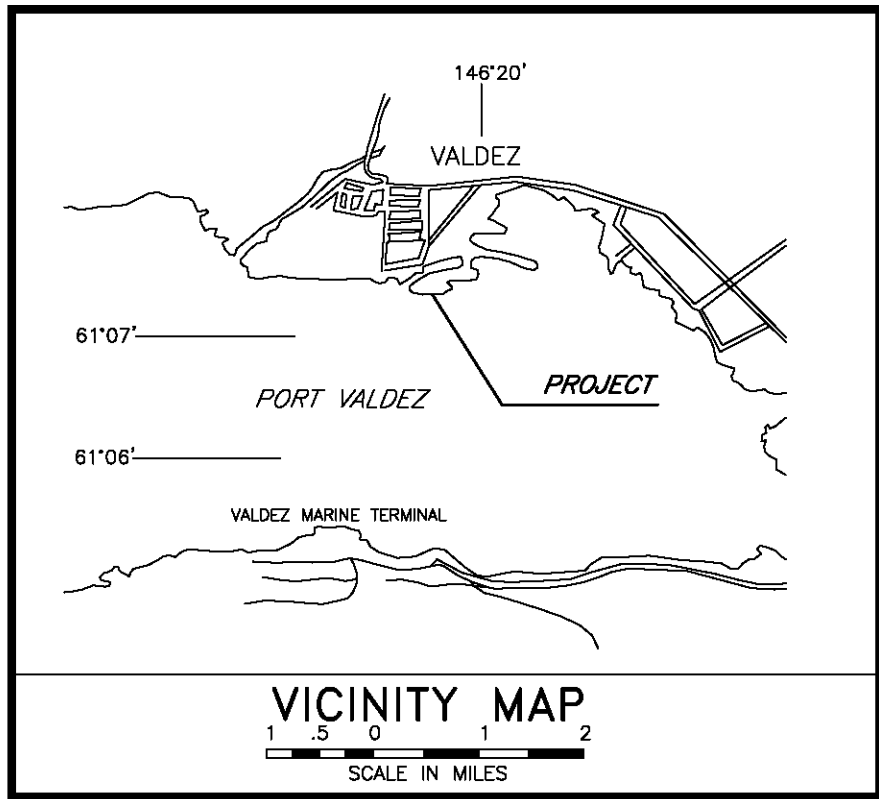 146°20'
VALDEZ
61°07'
PORT VALDEZ
PROJECT
61°06'
VALDEZ MARINE TERMINAL
VICINITY MAP
1 .5 0 1 2
SCALE IN MILES